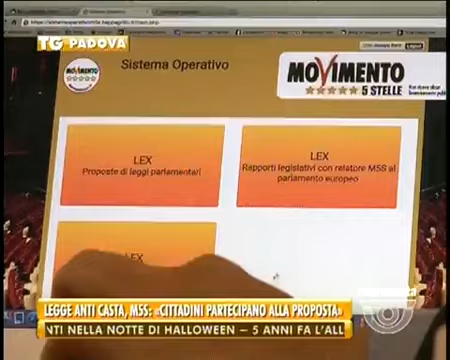 TG PADOVA
Sistema Operativo
MOVIMENTO
MOVIMENTO
5 STELLE
LEX
Proposte di leggi parlamentari
LEX
Rapporti legislativi con relatore M5S al
parlamento europeo
LEX
LEGGE ANTI CASTA, M5S: «CITTADINI PARTECIPANO ALLA PROPOSTA»
NTI NELLA NOTTE DI HALLOWEEN – 5 ANNI FA L'ALL